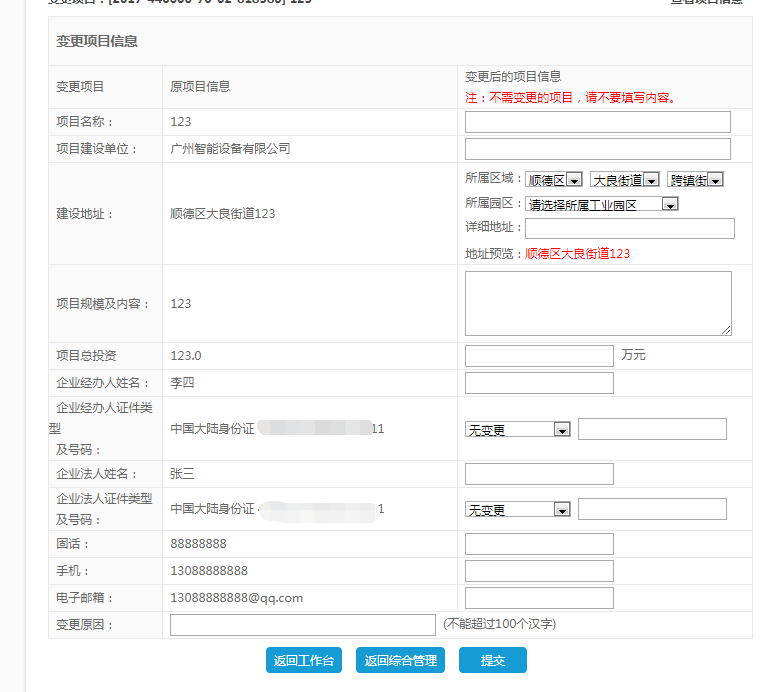 变更项目信息
变更项目 原项目信息 变更后的项目信息
注：不需变更的项目，请不要填写内容。
项目名称： 123
项目建设单位： 广州智能设备有限公司
建设地址： 顺德区大良街道123
所属区域： 顺德区 大良街道 跨镇街
所属园区： 请选择所属工业园区
详细地址：
地址预览：顺德区大良街道123
项目规模及内容： 123
项目总投资 123.0 万元
企业经办人姓名： 李四
企业经办人证件类
型
及号码： 中国大陆身份证 11 无变更
企业法人姓名： 张三
企业法人证件类型
及号码： 中国大陆身份证 1 无变更
固话： 88888888
手机： 13088888888
电子邮箱： 13088888888@qq.com
变更原因： (不能超过100个汉字)
返回工作台 返回综合管理 提交